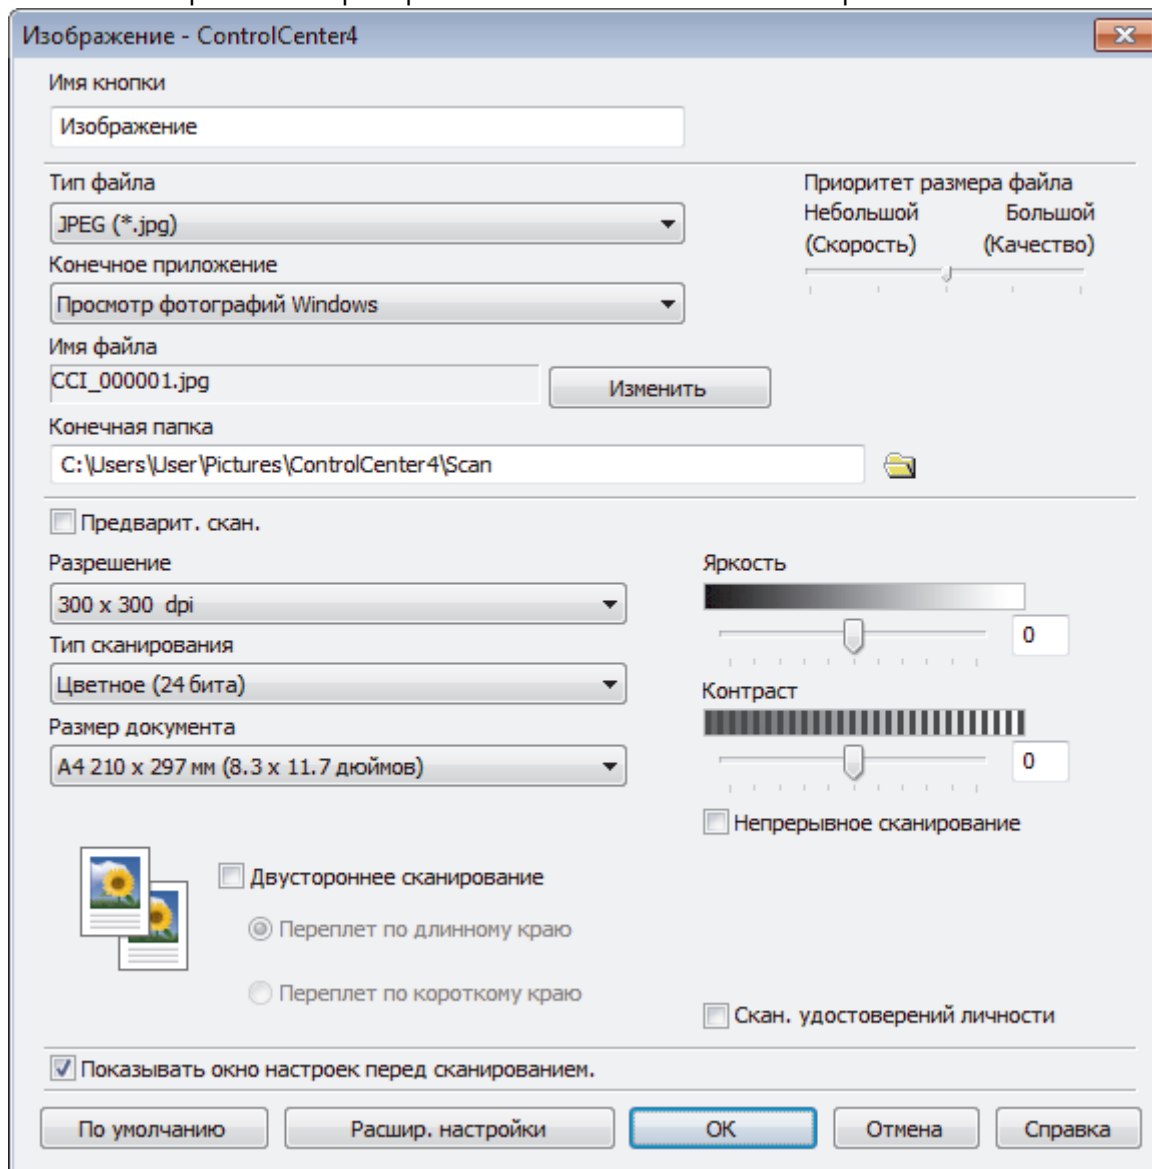 Изображение - ControlCenter4
Имя кнопки
Изображение
Тип файла
JPEG (*.jpg)
Приоритет размера файла
Небольшой Большой
(Скорость) (Качество)
Конечное приложение
Просмотр фотографий Windows
Имя файла
CCI_000001.jpg
Изменить
Конечная папка
C:\Users\User\Pictures\ControlCenter4\Scan
Предварит. скан.
Разрешение
300 x 300 dpi
Тип сканирования
Цветное (24 бита)
Размер документа
A4 210 x 297 мм (8.3 x 11.7 дюймов)
Яркость
0
Контраст
0
Непрерывное сканирование
Двустороннее сканирование
Переплет по длинному краю
Переплет по короткому краю
Скан. удостоверений личности
Показывать окно настроек перед сканированием.
По умолчанию Расшир. настройки OK Отмена Справка